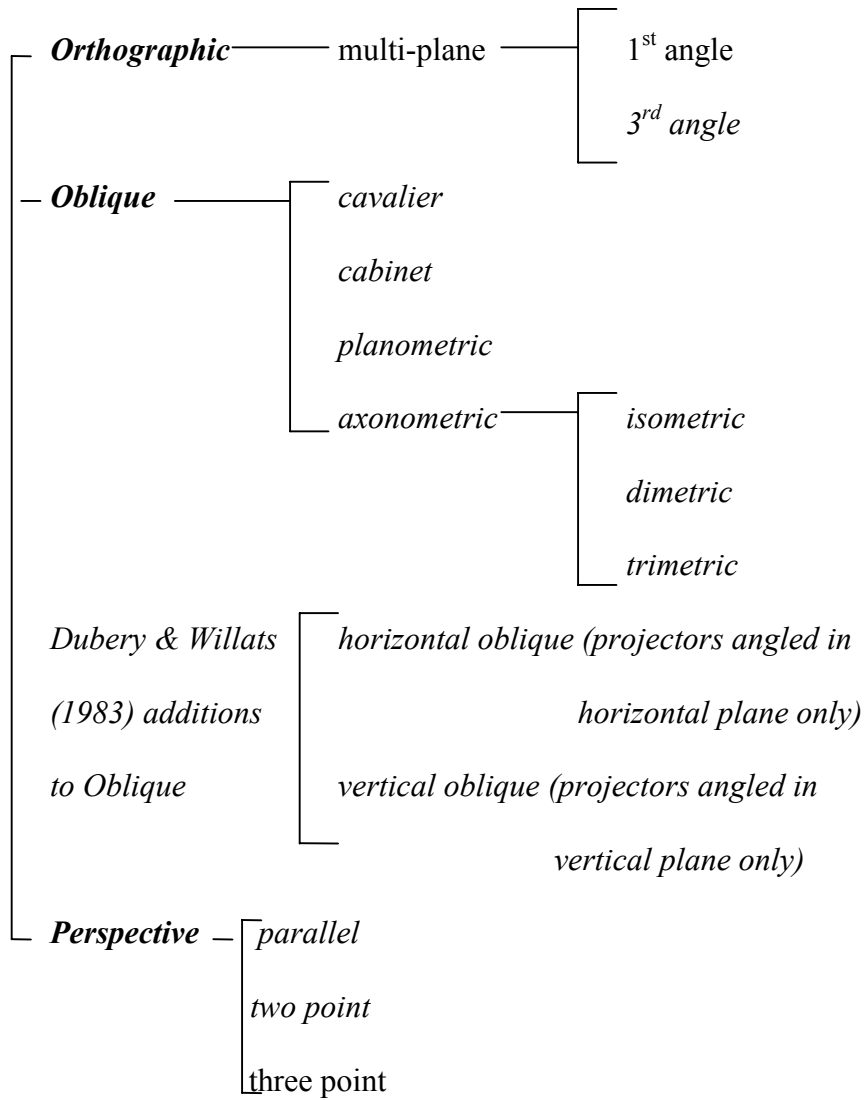 Orthographic multi-plane 1st angle
3rd angle
Oblique cavalier
cabinet
planometric
axonometric isometric
dimetric
trimetric
Dubery & Willats horizontal oblique (projectors angled in
(1983) additions horizontal plane only)
to Oblique vertical oblique (projectors angled in
vertical plane only)
Perspective parallel
two point
three point